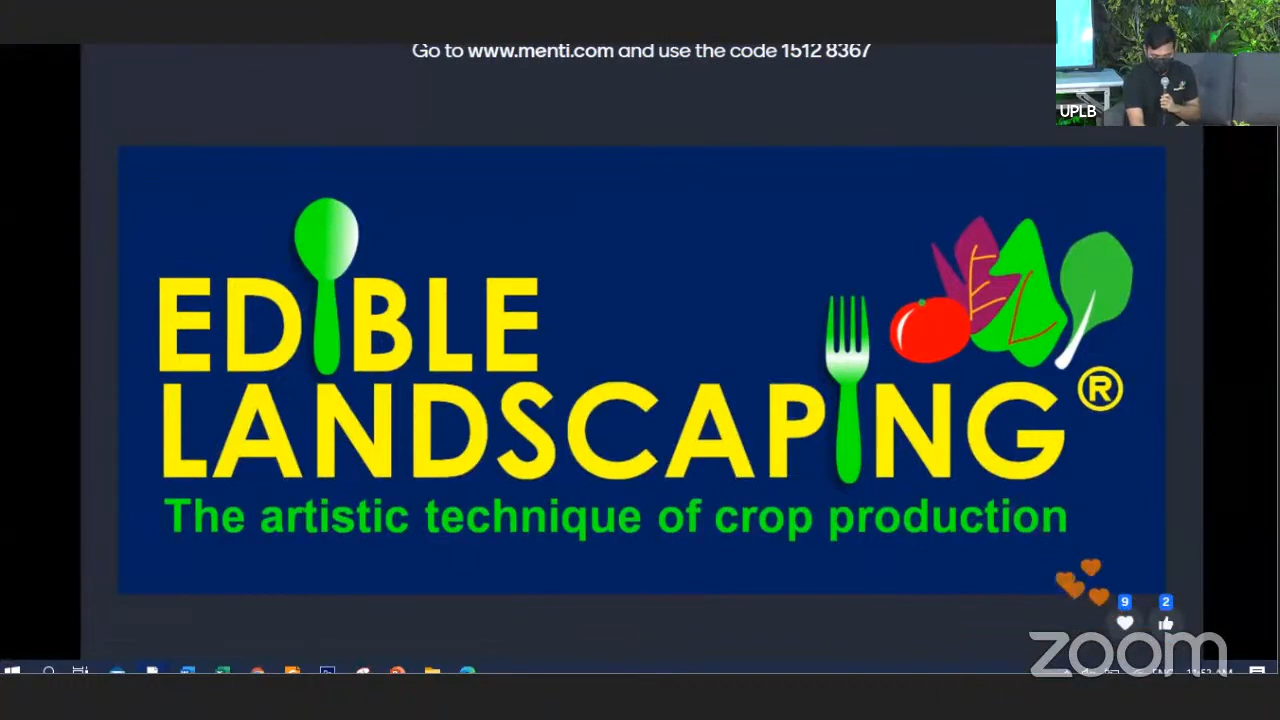 Go to www.menti.com and use the code 1512 8367
UPLB
EDIBLE
LANDSCAPING®
The artistic technique of crop production
9 2
zoom